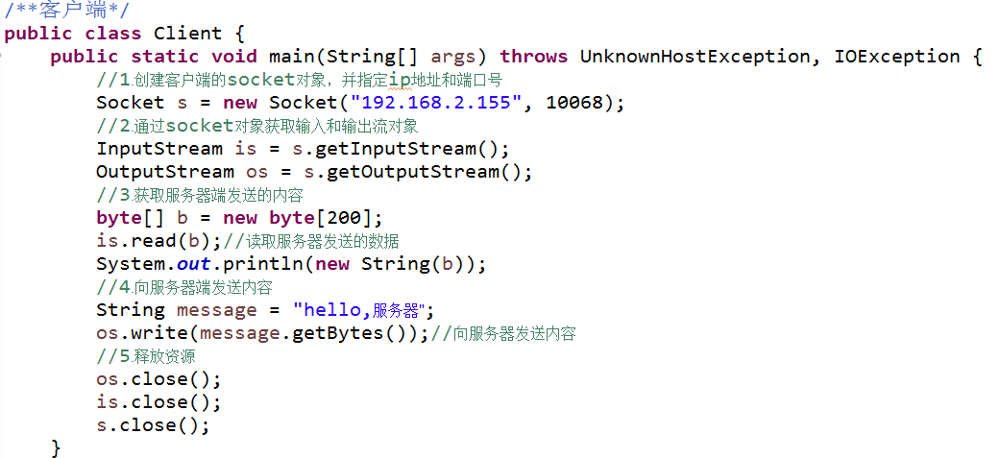 /**客户端*/
public class Client {
public static void main(String[] args) throws UnknownHostException, IOException {
//1.创建客户端的socket对象，并指定ip地址和端口号
Socket s = new Socket("192.168.2.155", 10068);
//2.通过socket对象获取输入和输出流对象
InputStream is = s.getInputStream();
OutputStream os = s.getOutputStream();
//3.获取服务器端发送的内容
byte[] b = new byte[200];
is.read(b);//读取服务器发送的数据
System.out.println(new String(b));
//4.向服务器端发送内容
String message = "hello,服务器";
os.write(message.getBytes());//向服务器发送内容
//5.释放资源
os.close();
is.close();
s.close();
}